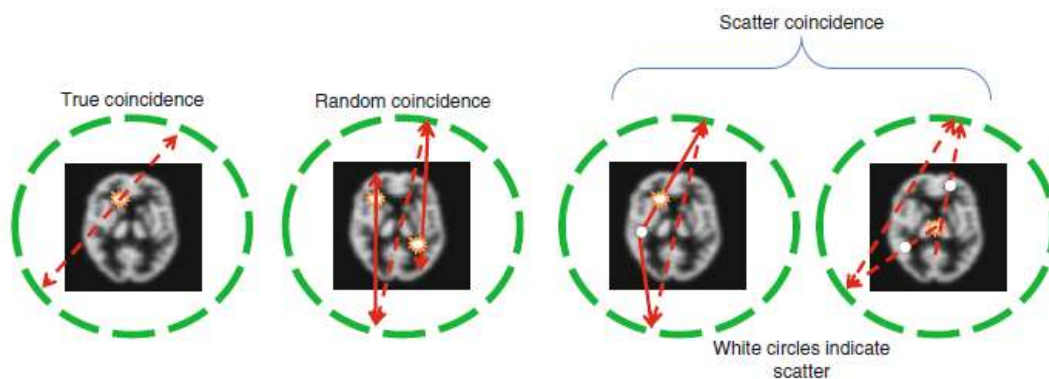 Scatter coincidence
True coincidence
Random coincidence
White circles indicate
scatter